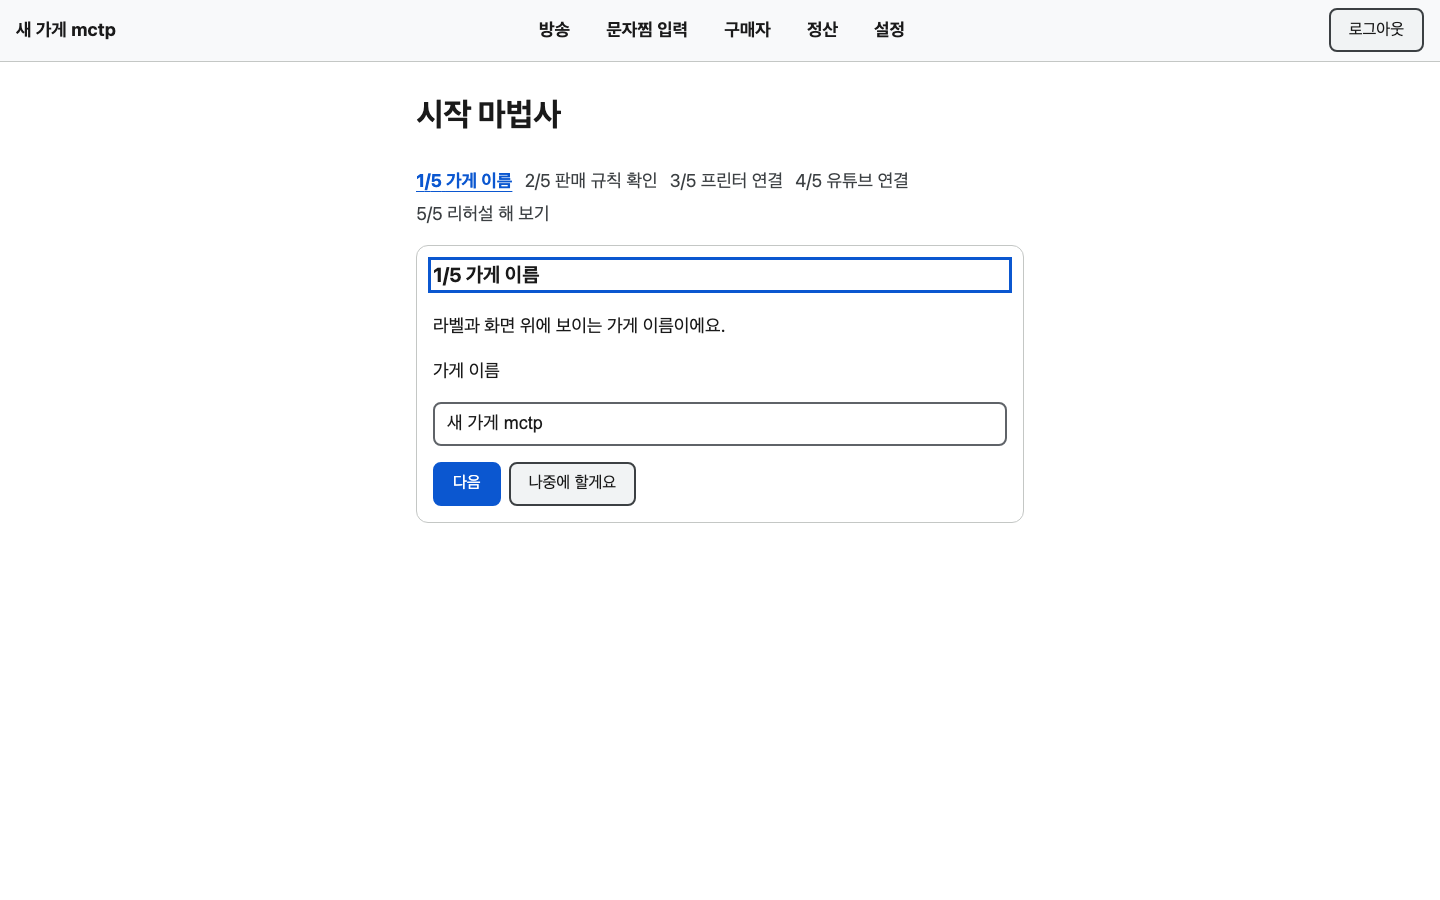 새 가게 mctp
방송 문자찜 입력 구매자 정산 설정
로그아웃
시작 마법사
1/5 가게 이름 2/5 판매 규칙 확인 3/5 프린터 연결 4/5 유튜브 연결
5/5 리허설 해 보기
1/5 가게 이름
라벨과 화면 위에 보이는 가게 이름이에요.
가게 이름
새 가게 mctp
다음 나중에 할게요